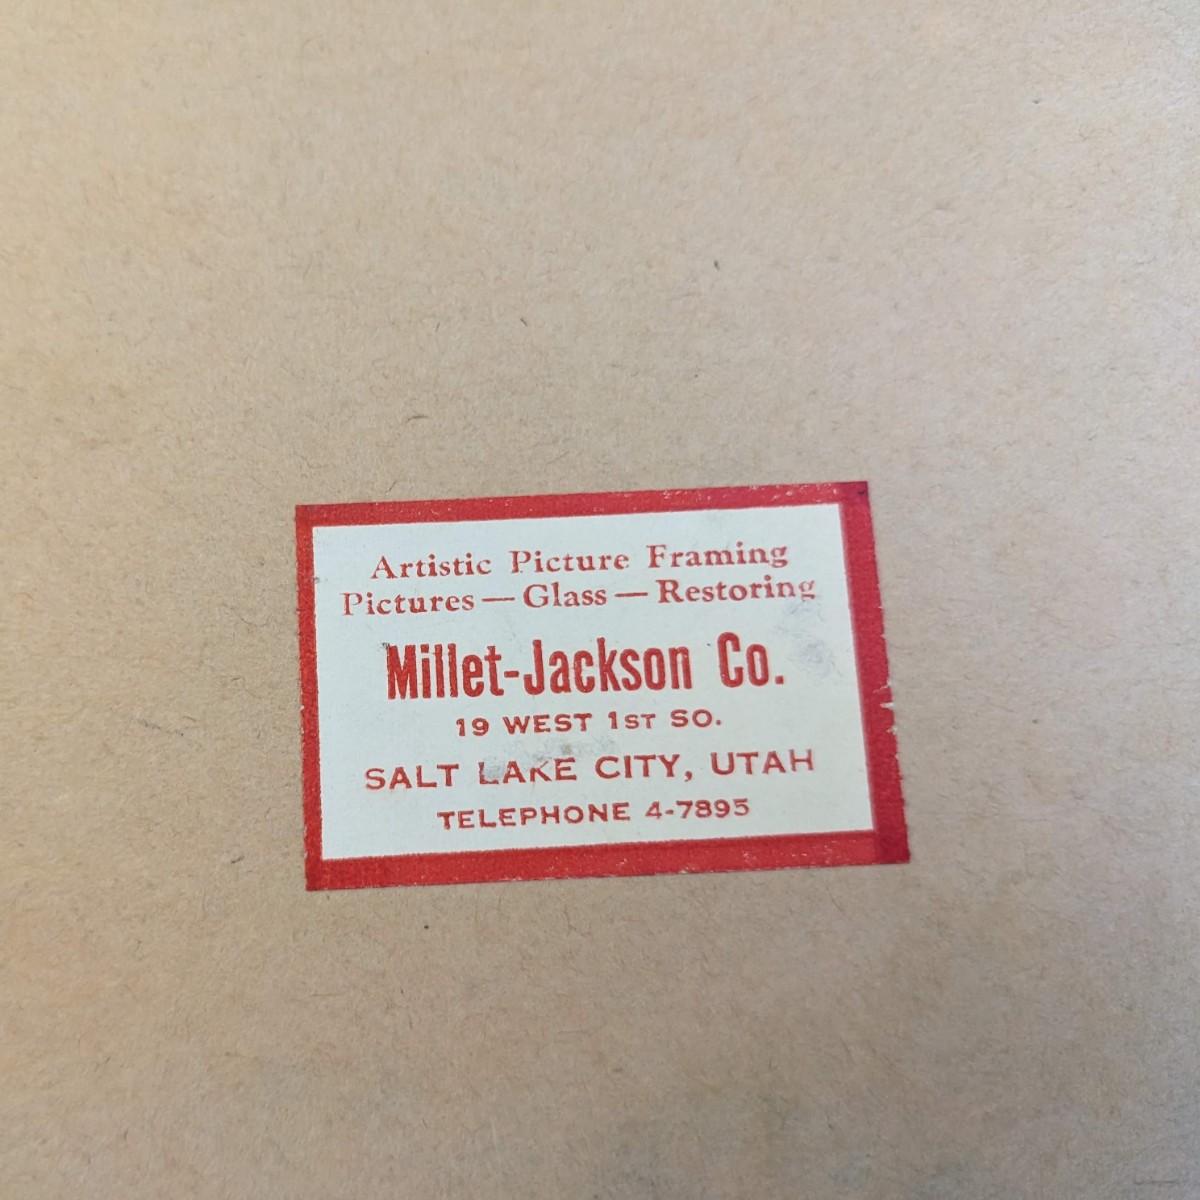 Artistic Picture Framing
Pictures — Glass — Restoring
Millet-Jackson Co.
19 WEST 1ST SO.
SALT LAKE CITY, UTAH
TELEPHONE 4-7895